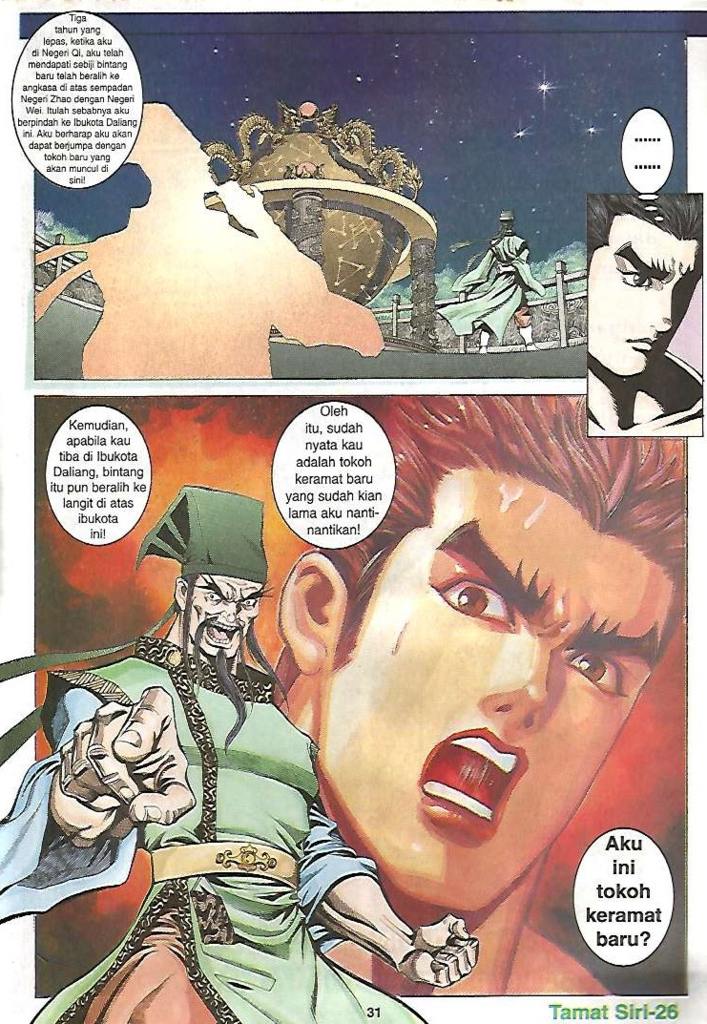 Tiga
tahun yang
lepas, ketika aku
di Negeri Qi, aku telah
mendapati sebiji bintang
baru telah beralih ke
angkasa di atas sempadan
Negeri Zhao dengan Negeri
Wei. Itulah sebabnya aku
berpindah ke Ibukota Daliang
ini. Aku berharap aku akan
dapat berjumpa dengan
tokoh baru yang
akan muncul di
sini!
......
......
Kemudian,
apabila kau
tiba di Ibukota
Daliang, bintang
itu pun beralih ke
langit di atas
ibukota
ini!
Oleh
itu, sudah
nyata kau
adalah tokoh
keramat baru
yang sudah kian
lama aku nanti-
nantikan!
Aku
ini
tokoh
keramat
baru?
31
Tamat Siri-26